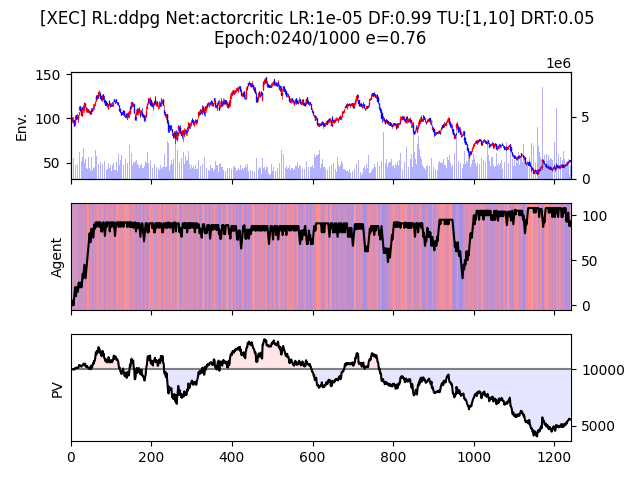 [XEC] RL:ddpg Net:actorcritic LR:1e-05 DF:0.99 TU:[1,10] DRT:0.05
Epoch:0240/1000 e=0.76
1e6
150
100
50
Env.
5
0
Agent
100
50
0
PV
10000
5000
0 200 400 600 800 1000 1200